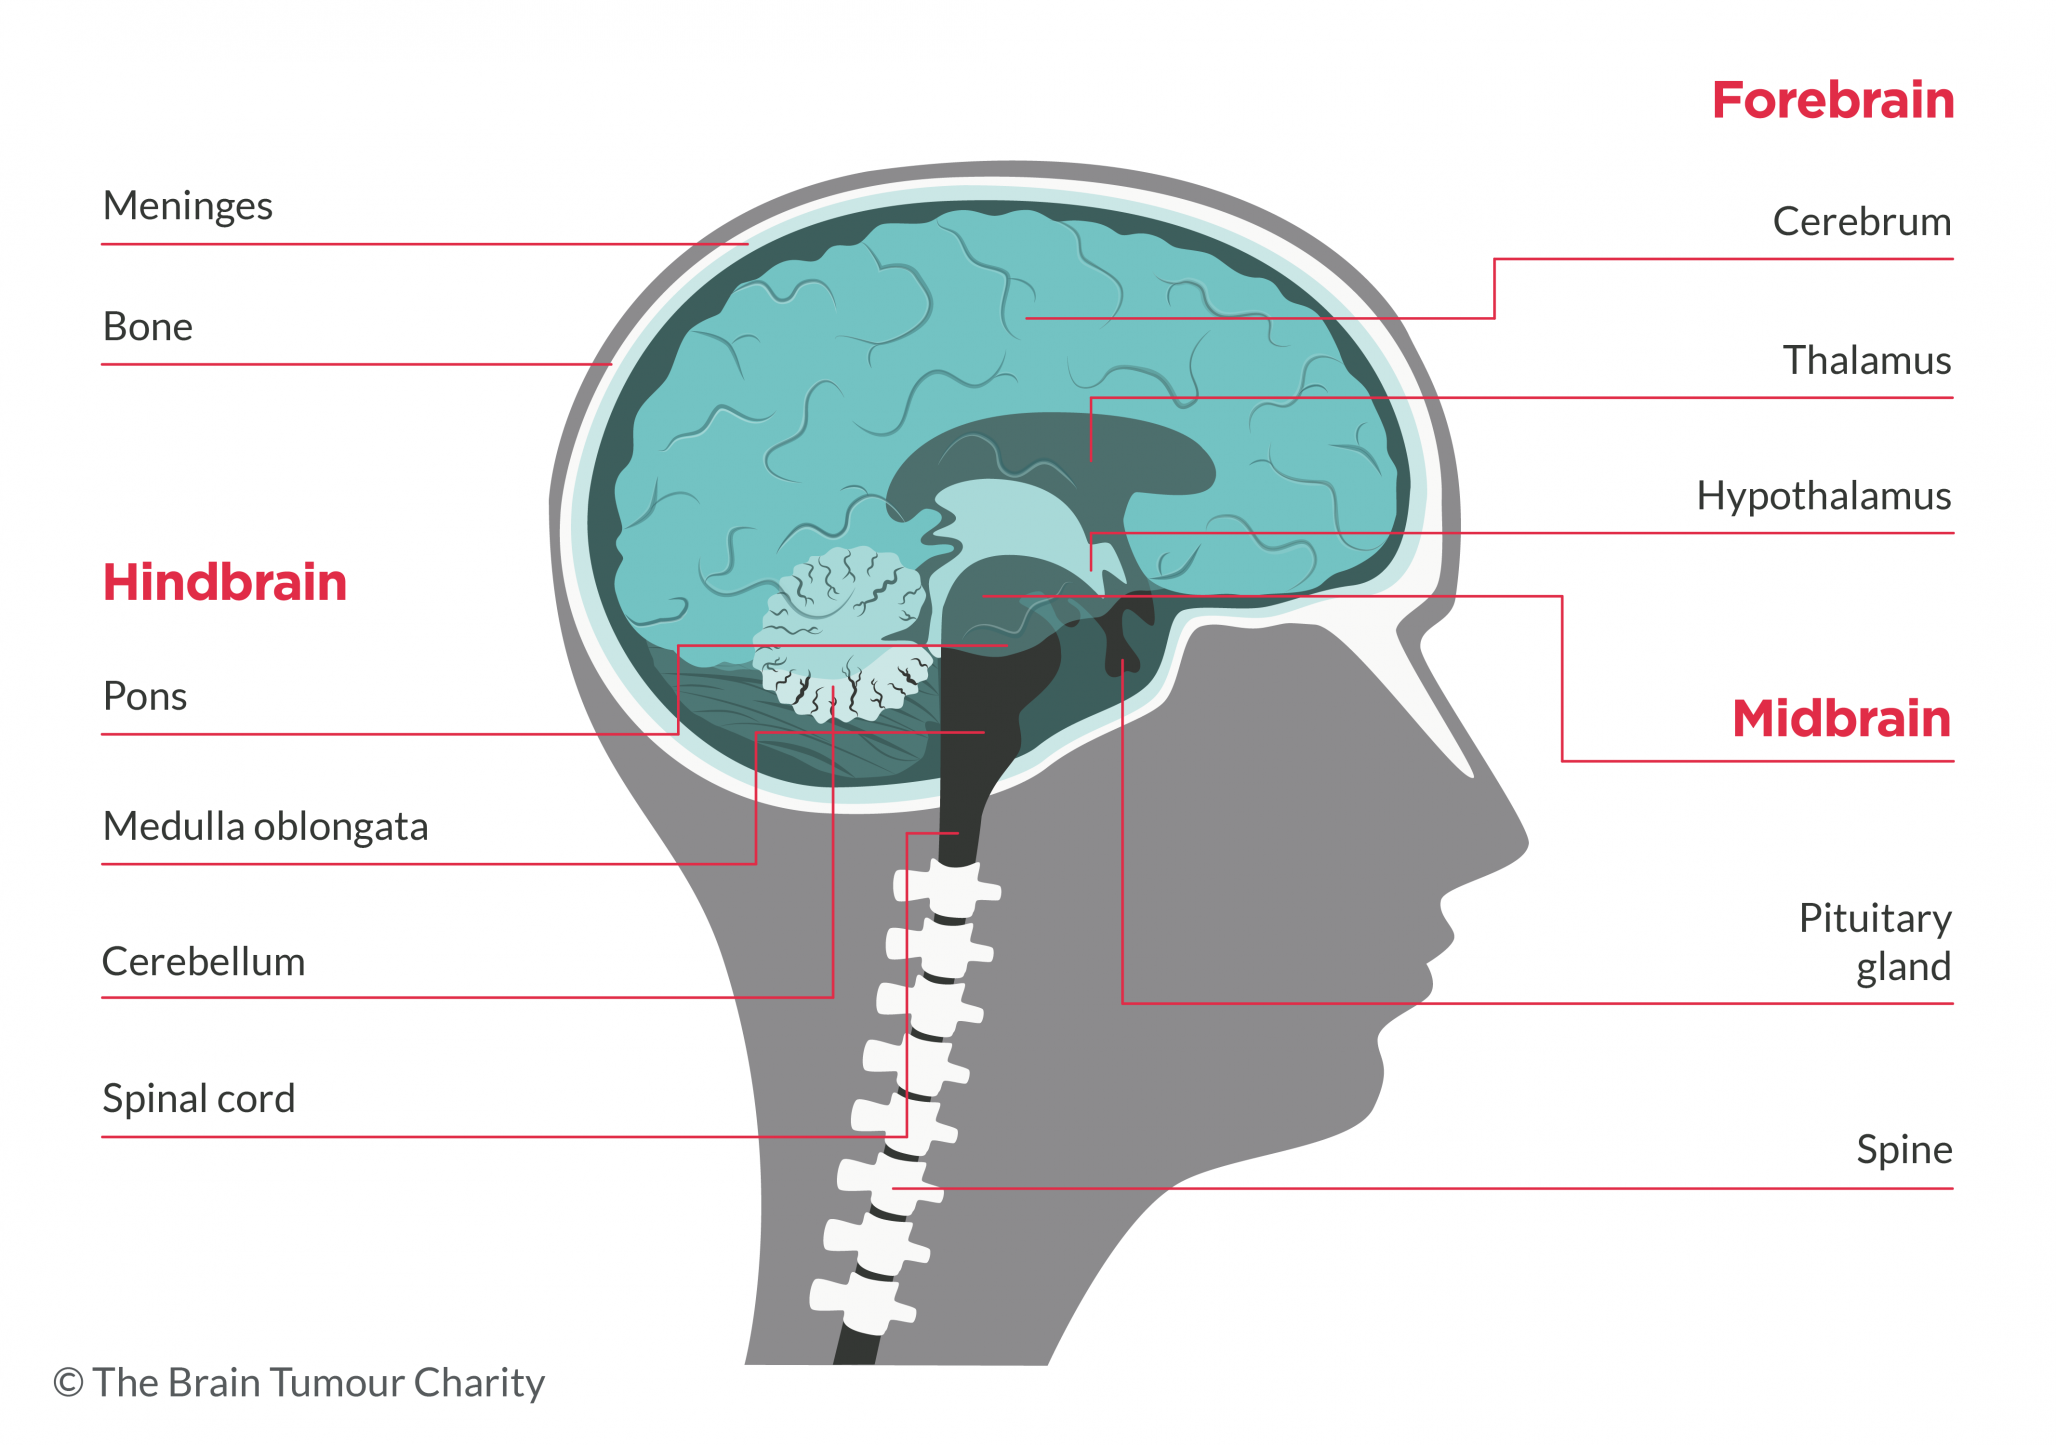 Meninges
Bone
Hindbrain
Pons
Medulla oblongata
Cerebellum
Spinal cord
Forebrain
Cerebrum
Thalamus
Hypothalamus
Midbrain
Pituitary
gland
Spine
© The Brain Tumour Charity